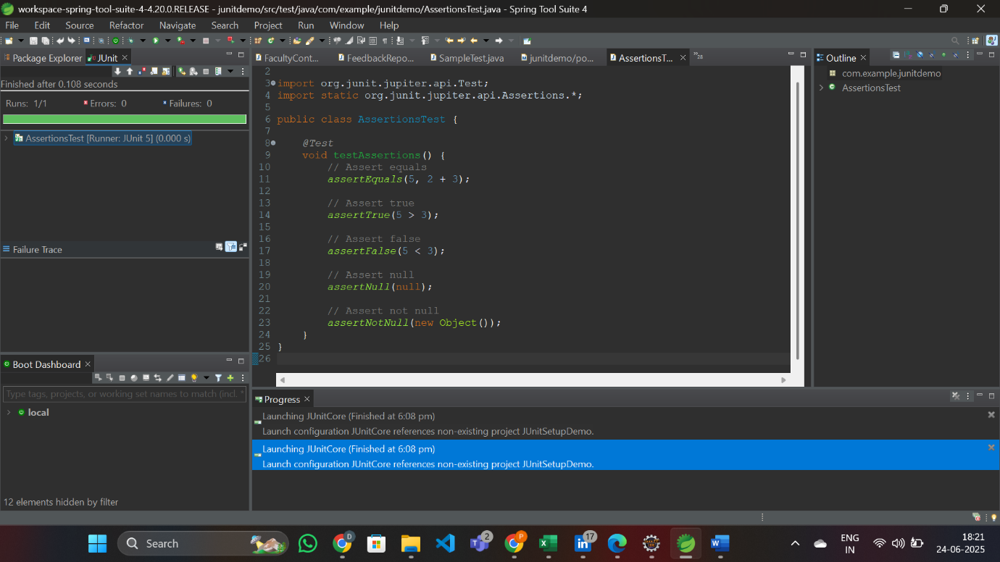 workspace-spring-tool-suite-4-4.20.0.RELEASE - junitdemo/src/test/java/com/example/junitdemo/AssertionsTest.java - Spring Tool Suite 4
File Edit Source Refactor Navigate Search Project Run Window Help
Package Explorer JUnit
Finished after 0.108 seconds
Runs: 1/1 Errors: 0 Failures: 0
AssertionsTest [Runner: JUnit 5] (0.000 s)
Failure Trace
Boot Dashboard
Type tags, projects, or working set names to match (incl. *
local
12 elements hidden by filter
FacultyCont... FeedbackRepo... SampleTest.java junitdemo/po... AssertionsT... »28
2
3 import org.junit.jupiter.api.Test;
4 import static org.junit.jupiter.api.Assertions.*;
5
6 public class AssertionsTest {
7
8 @Test
9 void testAssertions() {
10 // Assert equals
11 assertEquals(5, 2 + 3);
12
13 // Assert true
14 assertTrue(5 > 3);
15
16 // Assert false
17 assertFalse(5 < 3);
18
19 // Assert null
20 assertNull(null);
21
22 // Assert not null
23 assertNotNull(new Object());
24 }
25 }
26
Outline
com.example.junitdemo
AssertionsTest
Progress
Launching JUnitCore (Finished at 6:08 pm)
Launch configuration JUnitCore references non-existing project JUnitSetupDemo.
Launching JUnitCore (Finished at 6:08 pm)
Launch configuration JUnitCore references non-existing project JUnitSetupDemo.
Search
D
2
P
17
ENG
IN
18:21
24-06-2025